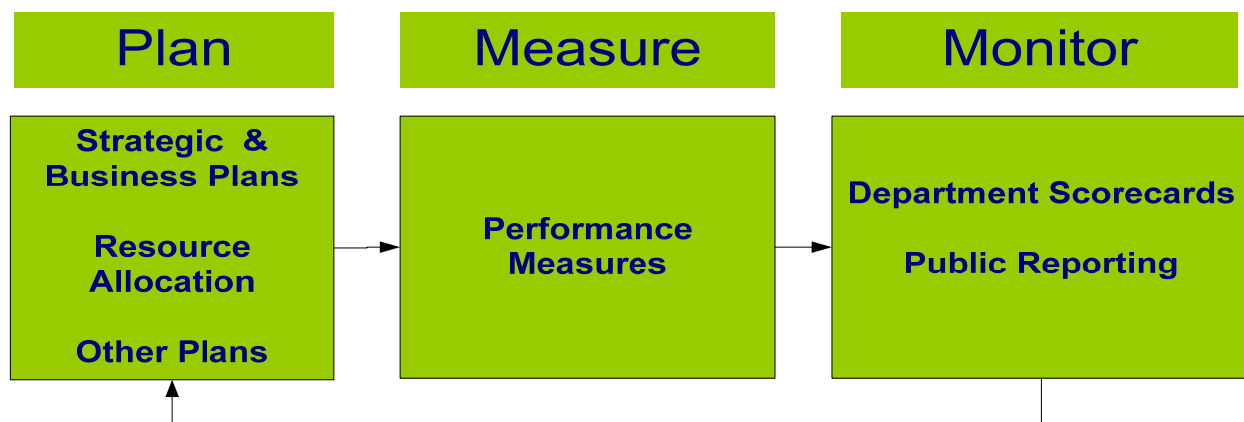 Plan
Measure
Monitor
Strategic & 
Business Plans
Resource
Allocation
Other Plans
Performance
Measures
Department Scorecards
Public Reporting